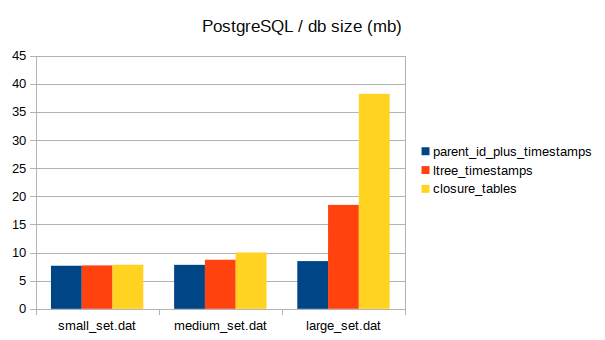 PostgreSQL / db size (mb)
45
40
35
30
25
20
15
10
5
0
small_set.dat medium_set.dat large_set.dat
parent_id_plus_timestamps
ltree_timestamps
closure_tables